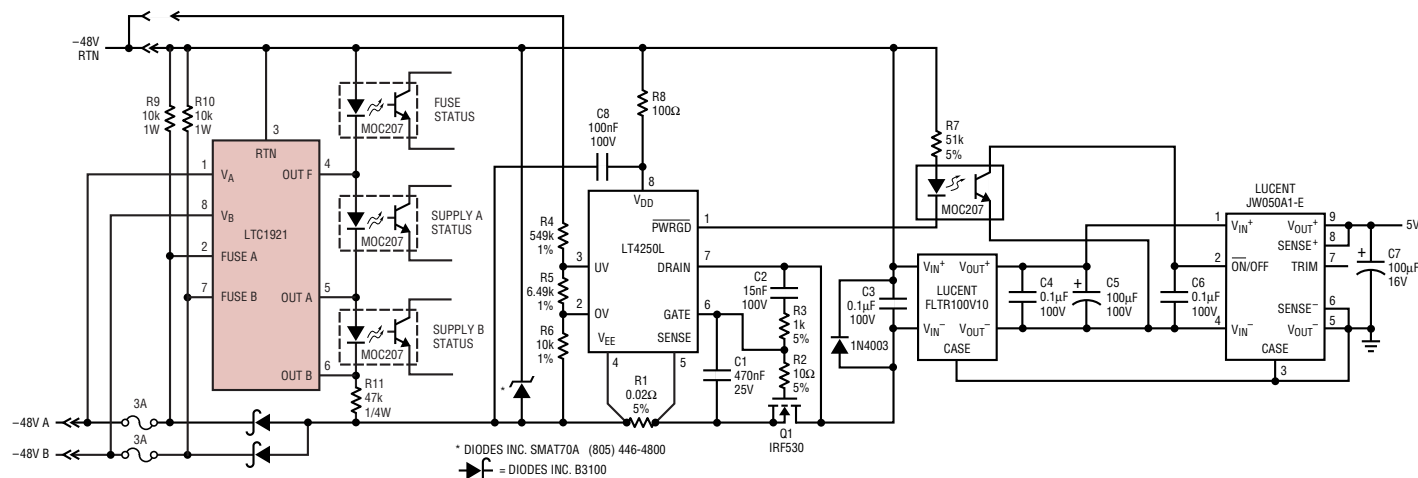 −48V
RTN
R9
10k
1W
R10
10k
1W
3
RTN
1
VA
8
VB
LTC1921
2
FUSE A
7
FUSE B
OUT F
4
OUT A
5
OUT B
6
MOC207
FUSE
STATUS
MOC207
SUPPLY A
STATUS
MOC207
SUPPLY B
STATUS
R11
47k
1/4W
−48V A
3A
−48V B
3A
*
C8
100nF
100V
R8
100Ω
R4
549k
1%
R5
6.49k
1%
R6
10k
1%
8
VDD
3
UV
2
OV
VEE
4
LT4250L
PWRGD
1
DRAIN
7
GATE
6
SENSE
5
R1
0.02Ω
5%
C1
470nF
25V
C2
15nF
100V
R3
1k
5%
R2
10Ω
5%
Q1
IRF530
* DIODES INC. SMAT70A (805) 446-4800
= DIODES INC. B3100
R7
51k
5%
MOC207
1N4003
C3
0.1µF
100V
VIN+ VOUT+
LUCENT
FLTR100V10
VIN− VOUT−
CASE
C4
0.1µF
100V
+
C5
100µF
100V
C6
0.1µF
100V
LUCENT
JW050A1-E
1
VIN+
2
ON/OFF
4
VIN−
VOUT+
9
SENSE+
8
TRIM
7
SENSE−
6
VOUT−
5
CASE
3
5V
+
C7
100µF
16V